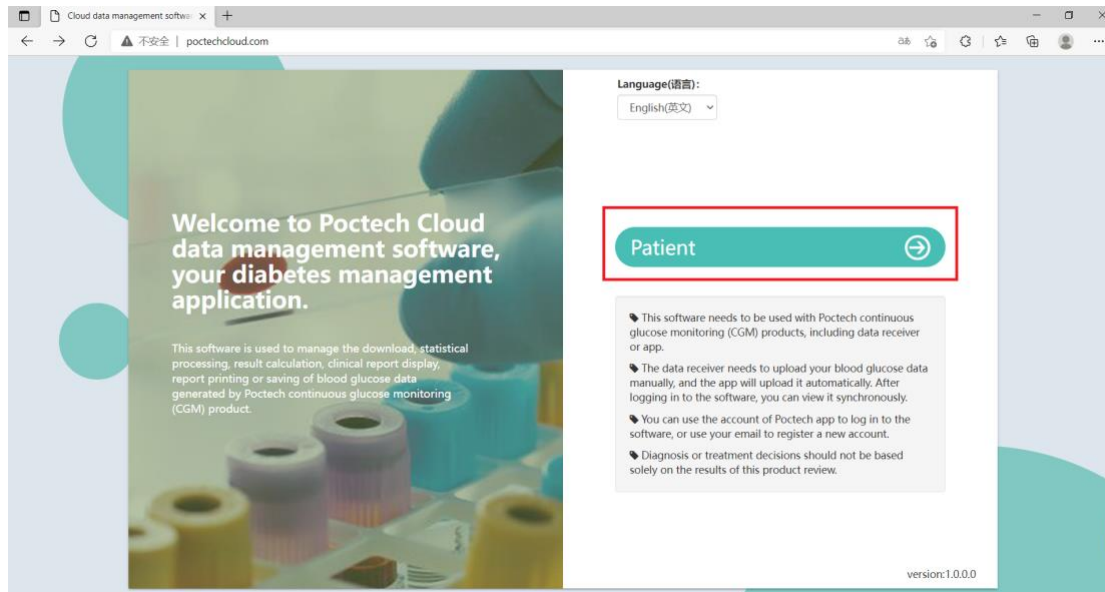 Cloud data management softwar
不安全 | poctechcloud.com
Language(语言):
English(英文)
Welcome to Poctech Cloud
data management software,
your diabetes management
application.
This software is used to manage the download, statistical
processing, result calculation, clinical report display,
report printing or saving of blood glucose data
generated by Poctech continuous glucose monitoring
(CGM) product.
Patient
This software needs to be used with Poctech continuous
glucose monitoring (CGM) products, including data receiver
or app.
The data receiver needs to upload your blood glucose data
manually, and the app will upload it automatically. After
logging in to the software, you can view it synchronously.
You can use the account of Poctech app to log in to the
software, or use your email to register a new account.
Diagnosis or treatment decisions should not be based
solely on the results of this product review.
version:1.0.0.0